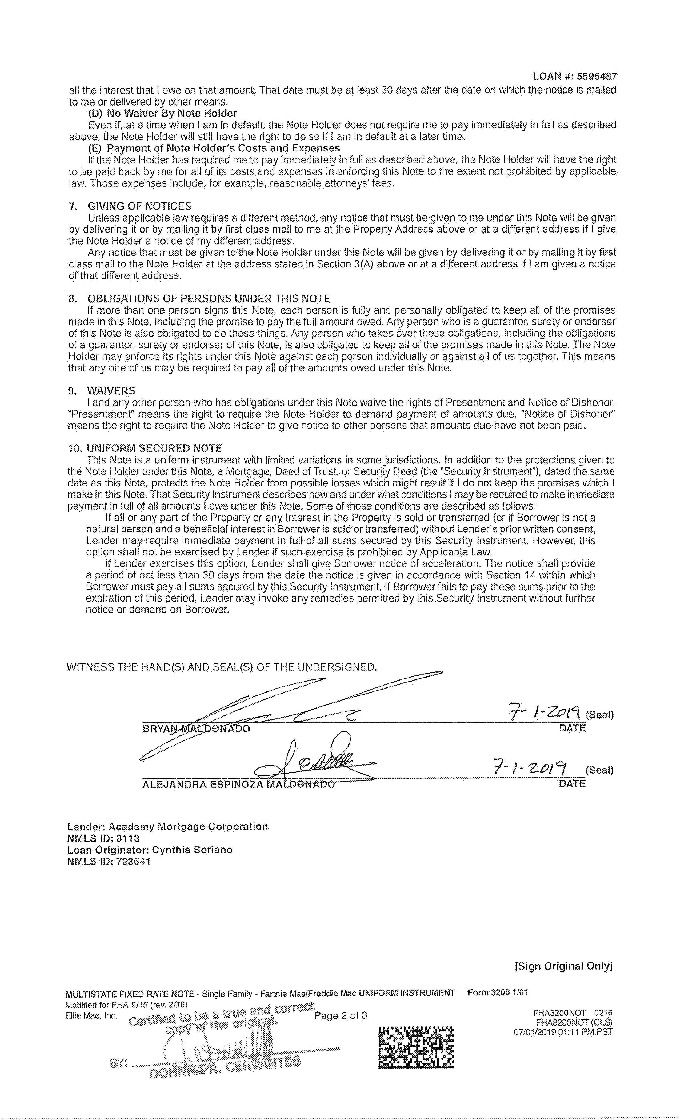 LOAN #: 5595487
all the interest that I owe on that amount. That date must be at least 30 days after the date on which the notice is mailed
to me or delivered by other means.
(D) No Waiver By Note Holder
Even if, at a time when I am in default, the Note Holder does not require me to pay immediately in full as described
above, the Note Holder will still have the right to do so if I am in default at a later time.
(E) Payment of Note Holder's Costs and Expenses
If the Note Holder has required me to pay immediately in full as described above, the Note Holder will have the right
to be paid back by me for all of its costs and expenses in enforcing this Note to the extent not prohibited by applicable
law. Those expenses include, for example, reasonable attorneys' fees.
7. GIVING OF NOTICES
Unless applicable law requires a different method, any notice that must be given to me under this Note will be given
by delivering it or by mailing it by first class mail to me at the Property Address above or at a different address if I give
the Note Holder a notice of my different address.
Any notice that must be given to the Note Holder under this Note will be given by delivering it or by mailing it by first
class mail to the Note Holder at the address stated in Section 3(A) above or at a different address if I am given a notice
of that different address.
8. OBLIGATIONS OF PERSONS UNDER THIS NOTE
If more than one person signs this Note, each person is fully and personally obligated to keep all of the promises
made in this Note, including the promise to pay the full amount owed. Any person who is a guarantor, surety or endorser
of this Note is also obligated to do these things. Any person who takes over these obligations, including the obligations
of a guarantor, surety or endorser of this Note, is also obligated to keep all of the promises made in this Note. The Note
Holder may enforce its rights under this Note against each person individually or against all of us together. This means
that any one of us may be required to pay all of the amounts owed under this Note.
9. WAIVERS
I and any other person who has obligations under this Note waive the rights of Presentment and Notice of Dishonor.
"Presentment" means the right to require the Note Holder to demand payment of amounts due. "Notice of Dishonor"
means the right to require the Note Holder to give notice to other persons that amounts due have not been paid.
10. UNIFORM SECURED NOTE
This Note is a uniform instrument with limited variations in some jurisdictions. In addition to the protections given to
the Note Holder under this Note, a Mortgage, Deed of Trust, or Security Deed (the "Security Instrument"), dated the same
date as this Note, protects the Note Holder from possible losses which might result if I do not keep the promises which I
make in this Note. That Security Instrument describes how and under what conditions I may be required to make immediate
payment in full of all amounts I owe under this Note. Some of those conditions are described as follows:
If all or any part of the Property or any Interest in the Property is sold or transferred (or if Borrower is not a
natural person and a beneficial interest in Borrower is sold or transferred) without Lender's prior written consent,
Lender may require immediate payment in full of all sums secured by this Security Instrument. However, this
option shall not be exercised by Lender if such exercise is prohibited by Applicable Law.
If Lender exercises this option, Lender shall give Borrower notice of acceleration. The notice shall provide
a period of not less than 30 days from the date the notice is given in accordance with Section 14 within which
Borrower must pay all sums secured by this Security Instrument. If Borrower fails to pay these sums prior to the
expiration of this period, Lender may invoke any remedies permitted by this Security Instrument without further
notice or demand on Borrower.
WITNESS THE HAND(S) AND SEAL(S) OF THE UNDERSIGNED.
7-1-2019 (Seal)
BRYAN MALDONADO DATE
7-1-2019 (Seal)
ALEJANDRA ESPINOZA MALDONADO DATE
Lender: Academy Mortgage Corporation
NMLS ID: 3113
Loan Originator: Cynthia Soriano
NMLS ID:
[Sign Original Only]
MULTISTATE FIXED RATE NOTE - Single Family - Fannie Mae/Freddie Mac UNIFORM INSTRUMENT Form 3200 1/01
Modified for FHA 9/15 (rev. 2/16)
Ellie Mae, Inc. Page 2 of 3
Certified to be a true and correct
copy of the original.
BY:
FHA3200NOT 0216
FHA3200NOT (CLS)
07/01/2019 01:11 PM PST